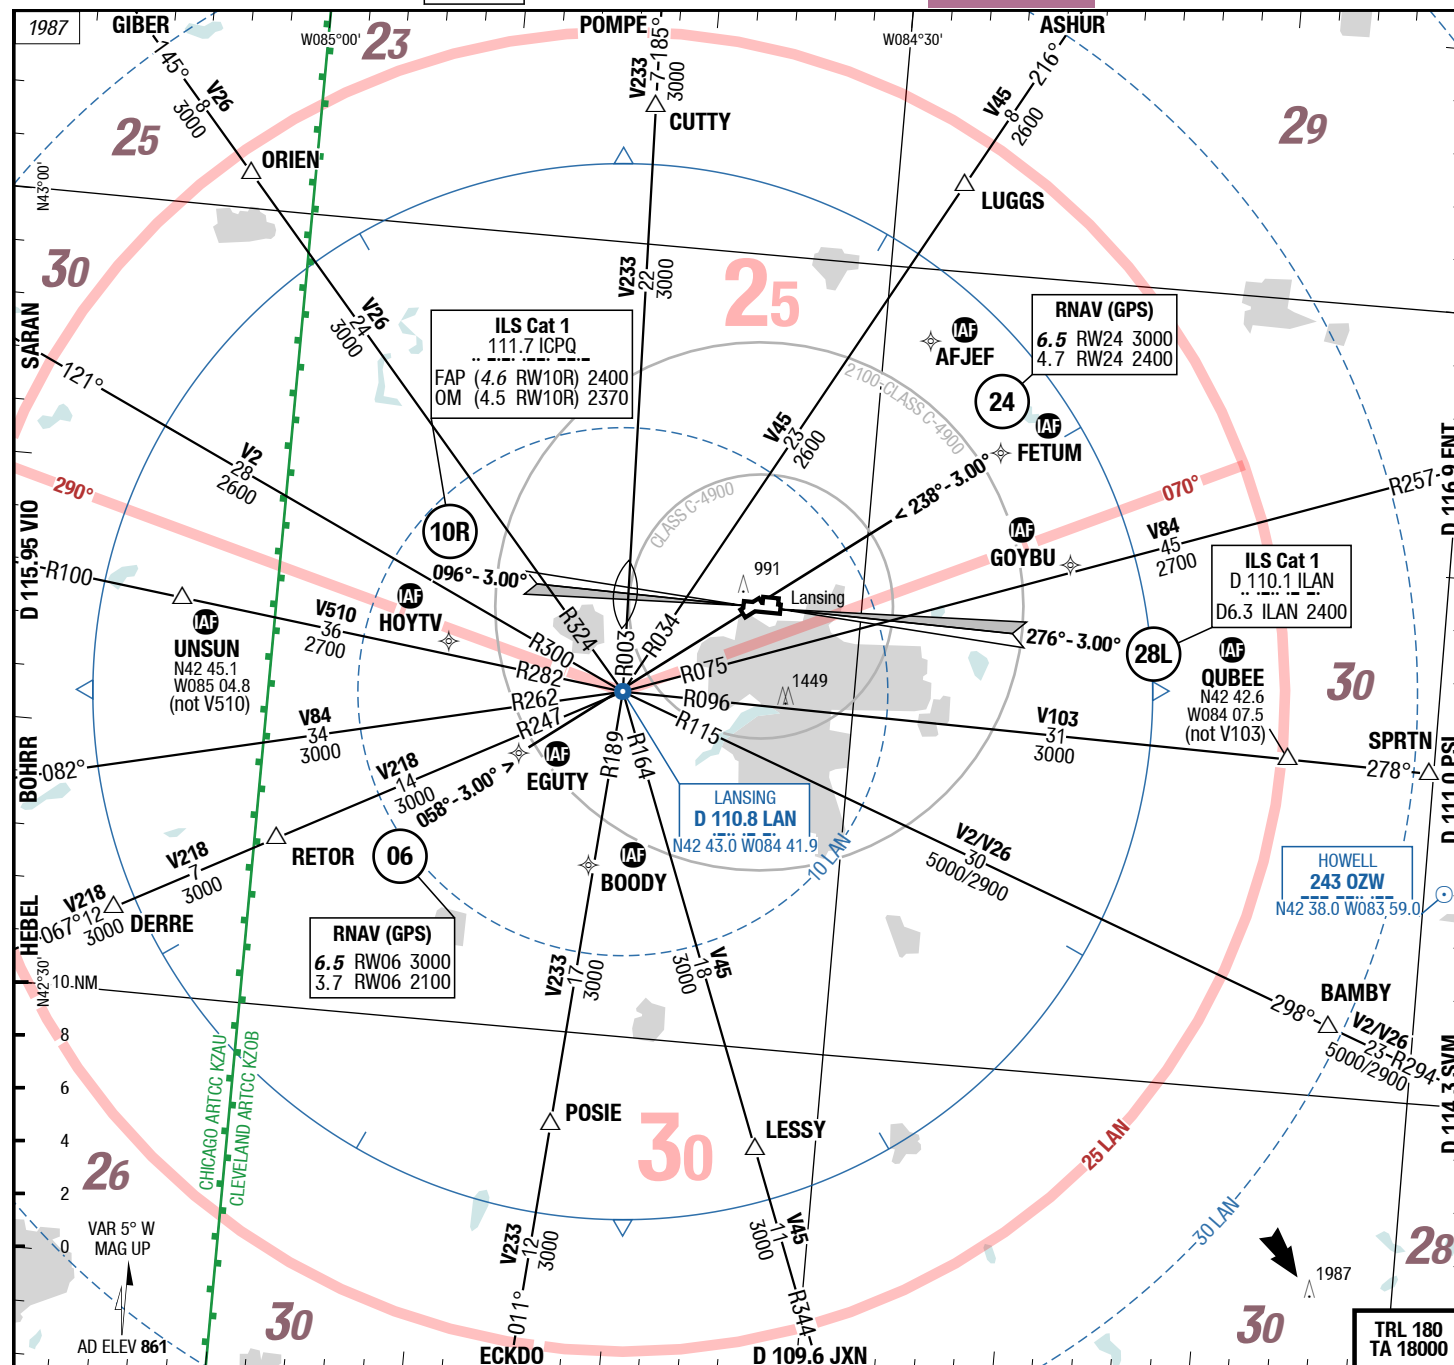 1987
GIBER
W085°00'
23
POMPE
W084°30'
ASHUR
145°
V26
8
3000
V233
7
185°
3000
CUTTY
V45
8
216°
2600
25
29
ORIEN
N43°00'
LUGGS
30
V26
24
3000
V233
22
3000
25
ILS Cat 1
111.7 ICPQ
FAP (4.6 RW10R) 2400
OM (4.5 RW10R) 2370
RNAV (GPS)
6.5 RW24 3000
4.7 RW24 2400
IAF
AFJEF
24
SARAN
121°
2100-CLASS C-4900
V45
23
2600
IAF
FETUM
V2
28
2600
290°
CLASS C-4900
< 238°- 3.00°
070°
R257
D 116.9 FNT
10R
IAF
GOYBU
V84
45
2700
D 115.95 VIO
R100
096°- 3.00°
991
Lansing
ILS Cat 1
D 110.1 ILAN
D6.3 ILAN 2400
IAF
UNSUN
N42 45.1
W085 04.8
(not V510)
V510
36
2700
IAF
HOYTV
R324
R300
R282
R262
R247
R003
R034
R075
R096
R115
R189
R164
276°- 3.00°
28L
IAF
QUBEE
N42 42.6
W084 07.5
(not V103)
30
1449
V84
34
3000
V103
31
3000
SPRTN
278°
D 111.0 PSI
BOHRR
082°
V218
14
3000
058°- 3.00° >
IAF
EGUTY
LANSING
D 110.8 LAN
N42 43.0 W084 41.9
10 LAN
V2/V26
30
5000/2900
HOWELL
243 OZW
N42 38.0 W083 59.0
RETOR
06
IAF
BOODY
V218
7
3000
HEBEL
067°
V218
12
3000
DERRE
RNAV (GPS)
6.5 RW06 3000
3.7 RW06 2100
V233
17
3000
V45
18
3000
N42°30'
10 NM
8
6
4
2
0
298°
BAMBY
V2/V26
23
R294
5000/2900
D 114.3 SVM
CHICAGO ARTCC KZAU
CLEVELAND ARTCC KZOB
POSIE
30
LESSY
25 LAN
26
VAR 5° W
MAG UP
30 LAN
28
V233
12
3000
V45
11
3000
1987
30
011°
R344
30
AD ELEV 861
ECKDO
D 109.6 JXN
TRL 180
TA 18000